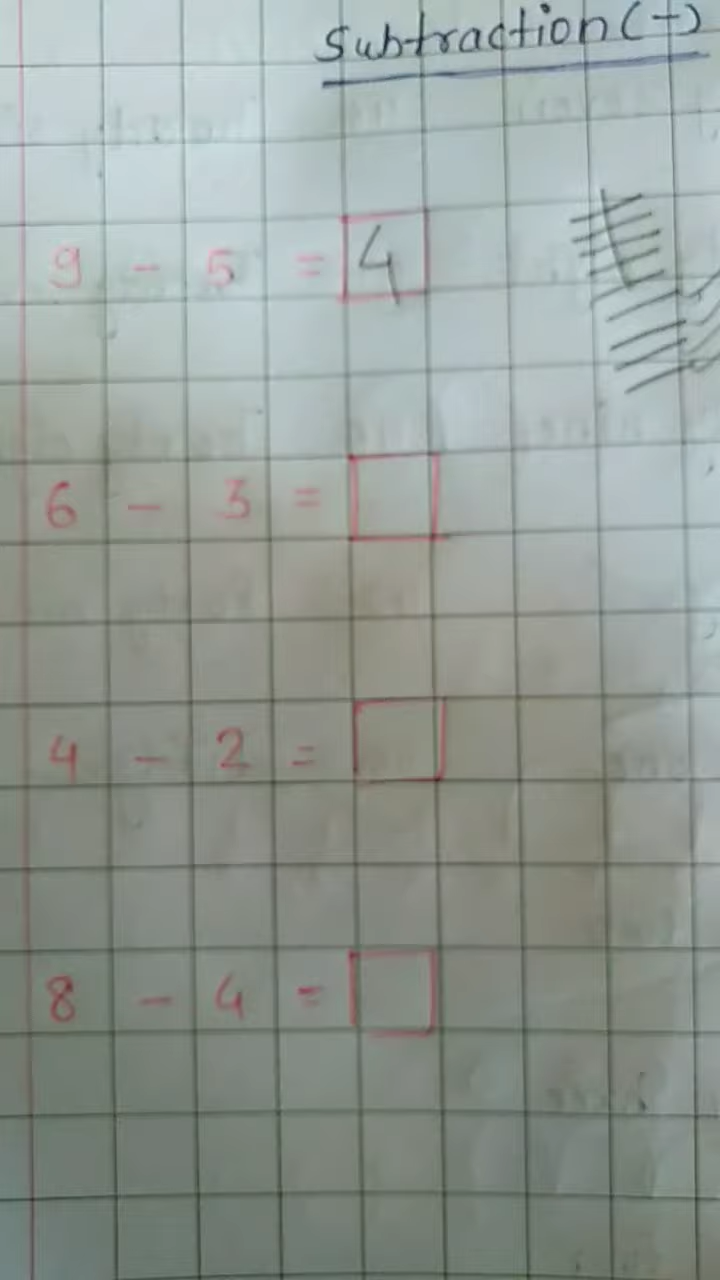 Subtraction (-)
9 - 5 = 4
6 - 3 =
4 - 2 =
8 - 4 =